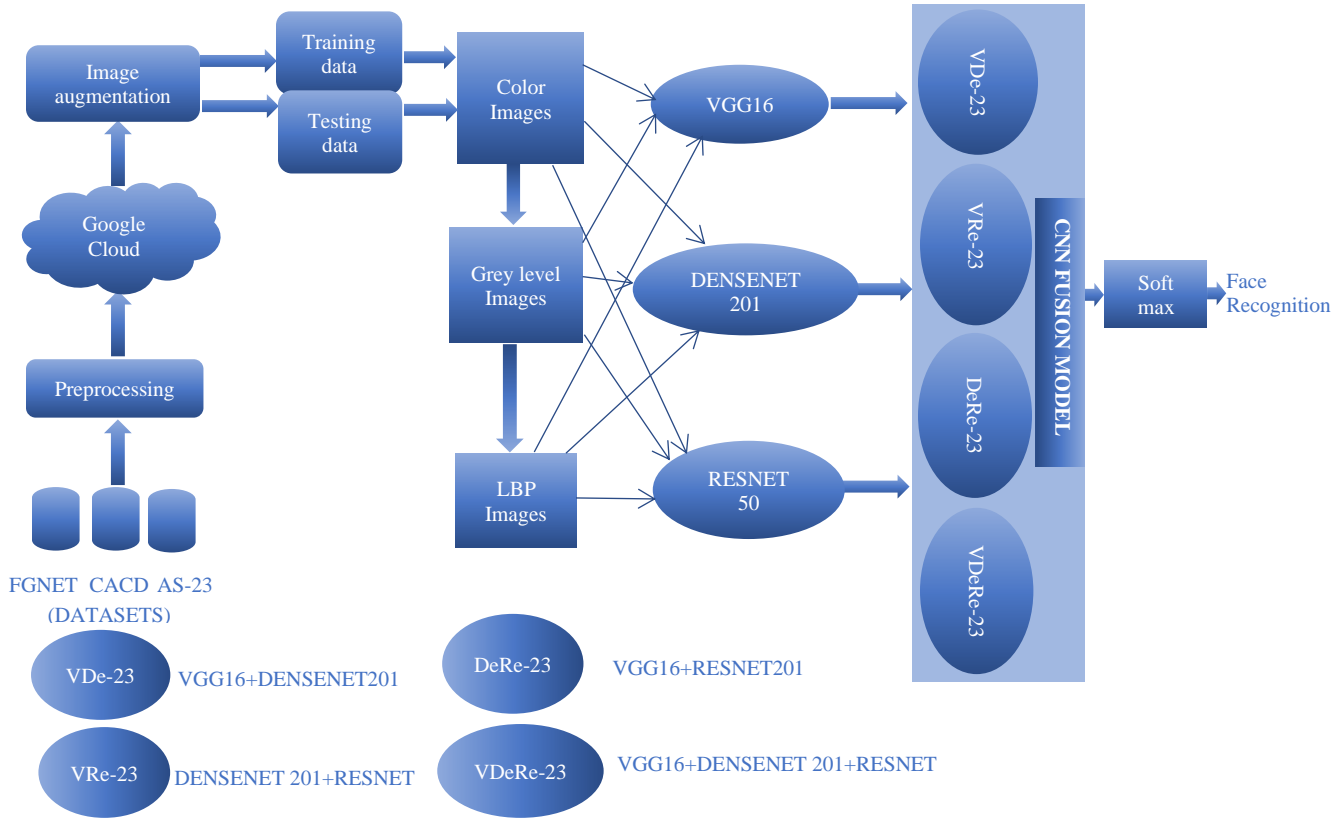 Image
augmentation
Training
data
Testing
data
Color
Images
VGG16
VDe-23
Google
Cloud
VRe-23
Grey level
Images
DENSENET
201
CNN FUSION MODEL
Soft
max
Face
Recognition
Preprocessing
DeRe-23
LBP
Images
RESNET
50
VDeRe-23
FGNET CACD AS-23
(DATASETS)
VDe-23
VGG16+DENSENET201
DeRe-23
VGG16+RESNET201
VRe-23
DENSENET 201+RESNET
VDeRe-23
VGG16+DENSENET 201+RESNET